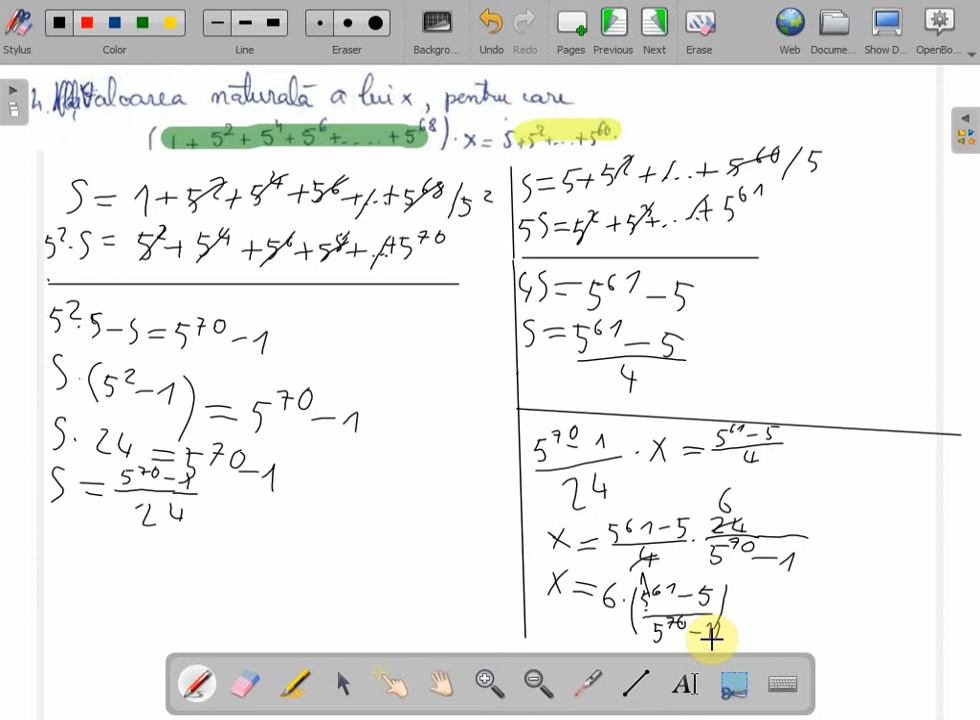 Stylus
Color
Line
Eraser
Backgro...
Undo
Redo
Pages
Previous
Next
Erase
Web
Docume...
Show D...
OpenBo...
Valoarea naturală a lui x, pentru care
(1 + 5² + 5⁴ + 5⁶ + .... + 5⁶⁸) · x = 5 + 5² + ... + 5⁶⁰.
S = 1 + 5² + 5⁴ + 5⁶ + ... + 5⁶⁸ / 5²
5² · S = 5² + 5⁴ + 5⁶ + 5⁸ + ... + 5⁷⁰
5² · S - S = 5⁷⁰ - 1
S · (5² - 1) = 5⁷⁰ - 1
S · 24 = 5⁷⁰ - 1
S = (5⁷⁰ - 1) / 24
S = 5 + 5² + ... + 5⁶⁰ / 5
5S = 5² + 5³ + ... + 5⁶¹
4S = 5⁶¹ - 5
S = (5⁶¹ - 5) / 4
(5⁷⁰ - 1) / 24 · X = (5⁶¹ - 5) / 4
X = (5⁶¹ - 5) / 4 · 24 / (5⁷⁰ - 1)
6
1
X = 6 · ((5⁶¹ - 5) / (5⁷⁰ - 1))